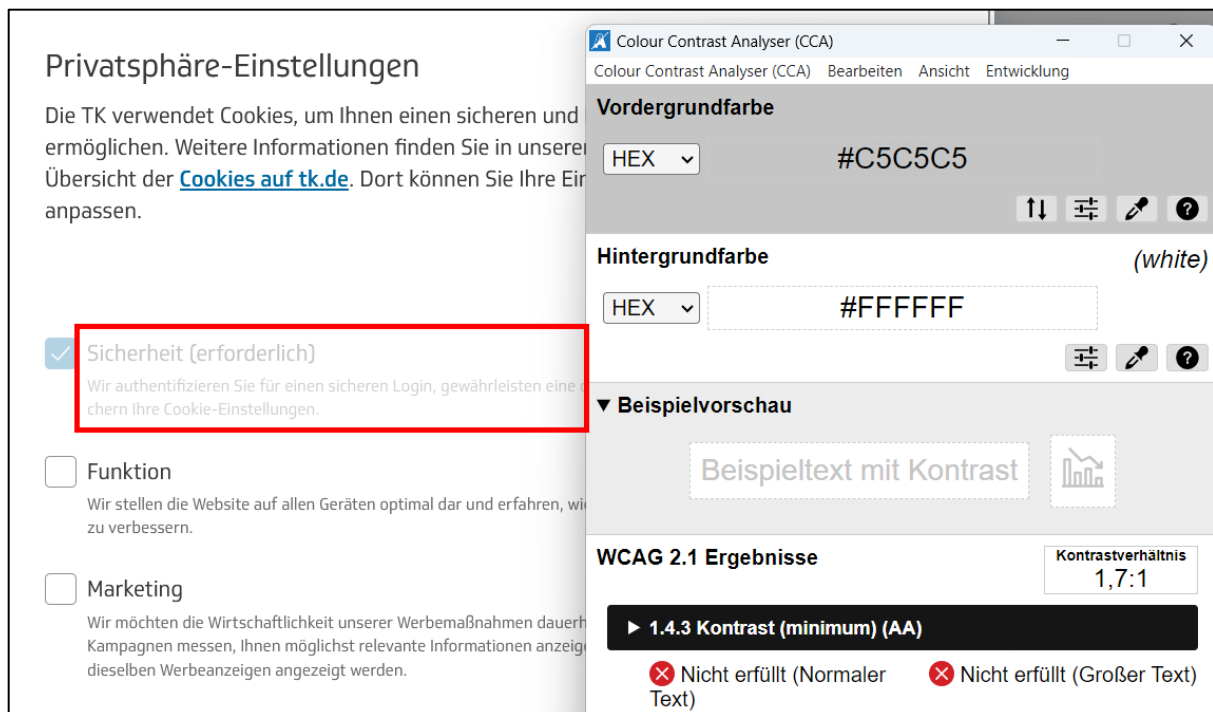 Privatsphäre-Einstellungen
Die TK verwendet Cookies, um Ihnen einen sicheren und
ermöglichen. Weitere Informationen finden Sie in unserer
Übersicht der Cookies auf tk.de. Dort können Sie Ihre
anpassen.
Sicherheit (erforderlich)
Wir authentifizieren Sie für einen sicheren Login, gewährleisten eine
chern Ihre Cookie-Einstellungen.
Funktion
Wir stellen die Website auf allen Geräten optimal dar und erfahren,
zu verbessern.
Marketing
Wir möchten die Wirtschaftlichkeit unserer Werbemaßnahmen
Kampagnen messen, Ihnen möglichst relevante Informationen
dieselben Werbeanzeigen angezeigt werden.
Colour Contrast Analyser (CCA)
Colour Contrast Analyser (CCA) Bearbeiten Ansicht Entwicklung
Vordergrundfarbe
HEX #C5C5C5
Hintergrundfarbe (white)
HEX #FFFFFF
Beispielvorschau
Beispieltext mit Kontrast
WCAG 2.1 Ergebnisse
Kontrastverhältnis
1,7:1
1.4.3 Kontrast (minimum) (AA)
Nicht erfüllt (Normaler Text)
Nicht erfüllt (Großer Text)